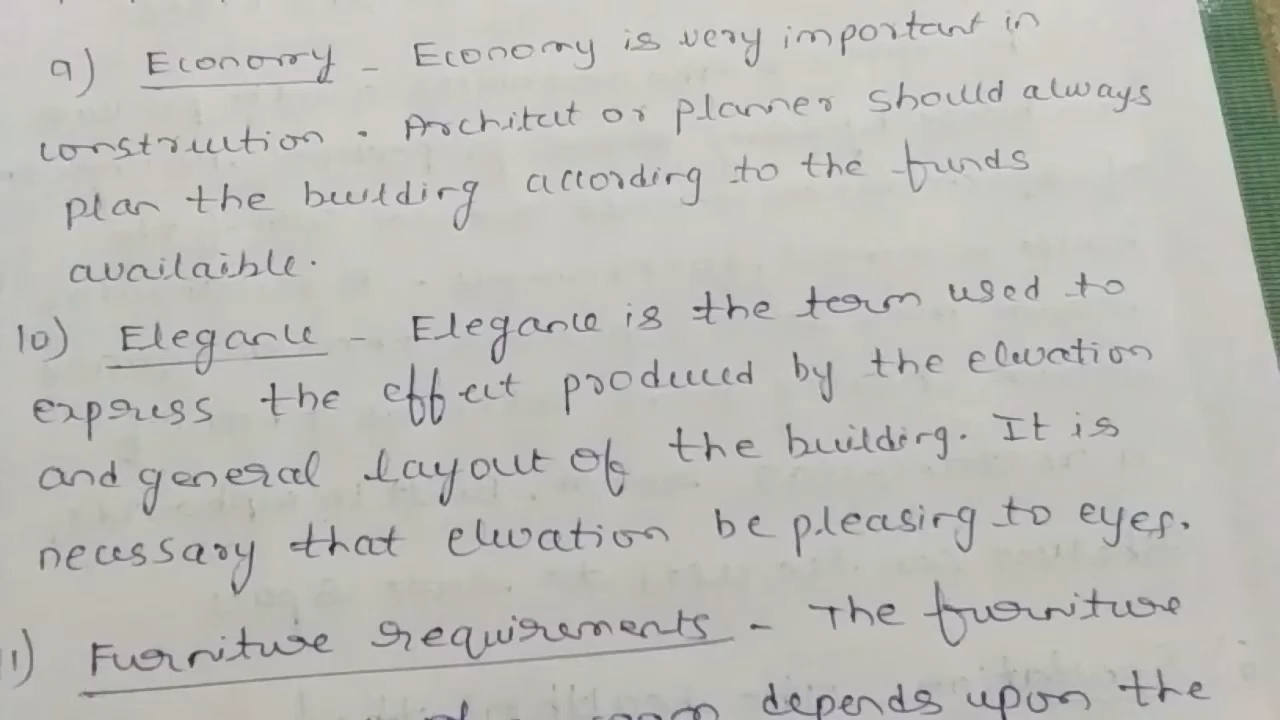 9) Economy - Economy is very important in
construction. Architect or planner should always
plan the building according to the funds
availaible.
10) Elegance - Elegance is the term used to
express the effect produced by the elevation
and general layout of the building. It is
necessary that elevation be pleasing to eyes.
11) Furniture requirements - The furniture
room depends upon the